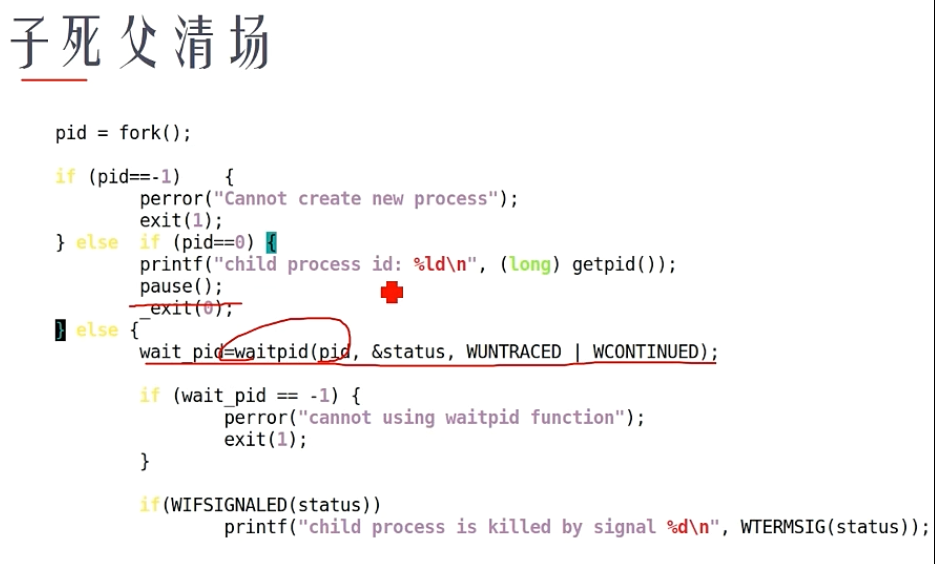 子死父清场
pid = fork();
if (pid==-1)    {
perror("Cannot create new process");
exit(1);
} else  if (pid==0) {
printf("child process id: %ld\n", (long) getpid());
pause();
_exit(0);
} else {
wait_pid=waitpid(pid, &status, WUNTRACED | WCONTINUED);
if (wait_pid == -1) {
perror("cannot using waitpid function");
exit(1);
}
if(WIFSIGNALED(status))
printf("child process is killed by signal %d\n", WTERMSIG(status));